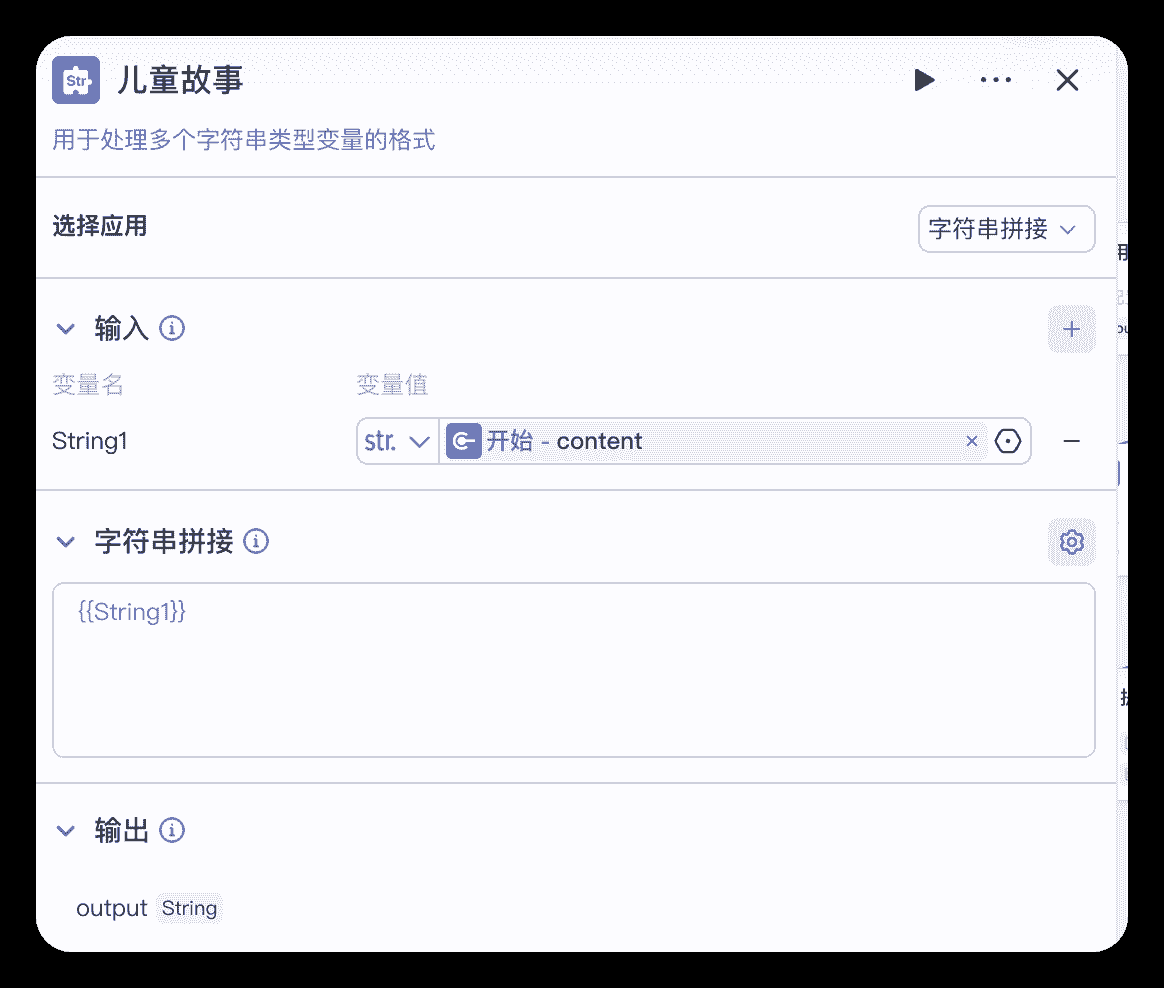 Str
儿童故事
用于处理多个字符串类型变量的格式
选择应用
字符串拼接
输入
变量名 变量值
String1 str. 开始 - content
字符串拼接
{{String1}}
输出
output String